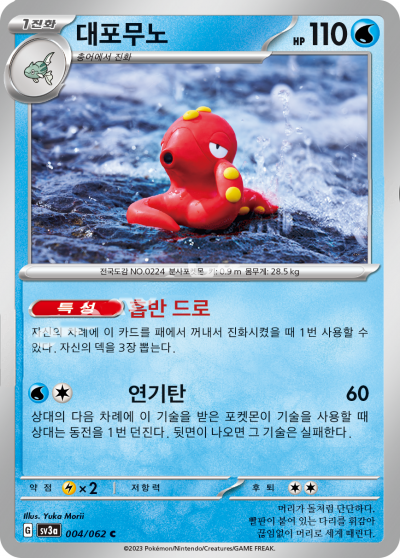 1진화
대포무노
HP 110
총어에서 진화
전국도감 NO.0224 분사포켓몬 키: 0.9 m 몸무게: 28.5 kg
특성 흡반 드로
자신의 차례에 이 카드를 패에서 꺼내서 진화시켰을 때 1번 사용할 수
있다. 자신의 덱을 3장 뽑는다.
연기탄 60
상대의 다음 차례에 이 기술을 받은 포켓몬이 기술을 사용할 때
상대는 동전을 1번 던진다. 뒷면이 나오면 그 기술은 실패한다.
약점 ×2 저항력 후퇴
Illus. Yuka Morii
G sv3a 004/062 C
머리가 돌처럼 단단하다.
빨판이 붙어 있는 다리를 휘감아
끊임없이 머리로 세게 때린다.
©2023 Pokémon/Nintendo/Creatures/GAME FREAK.